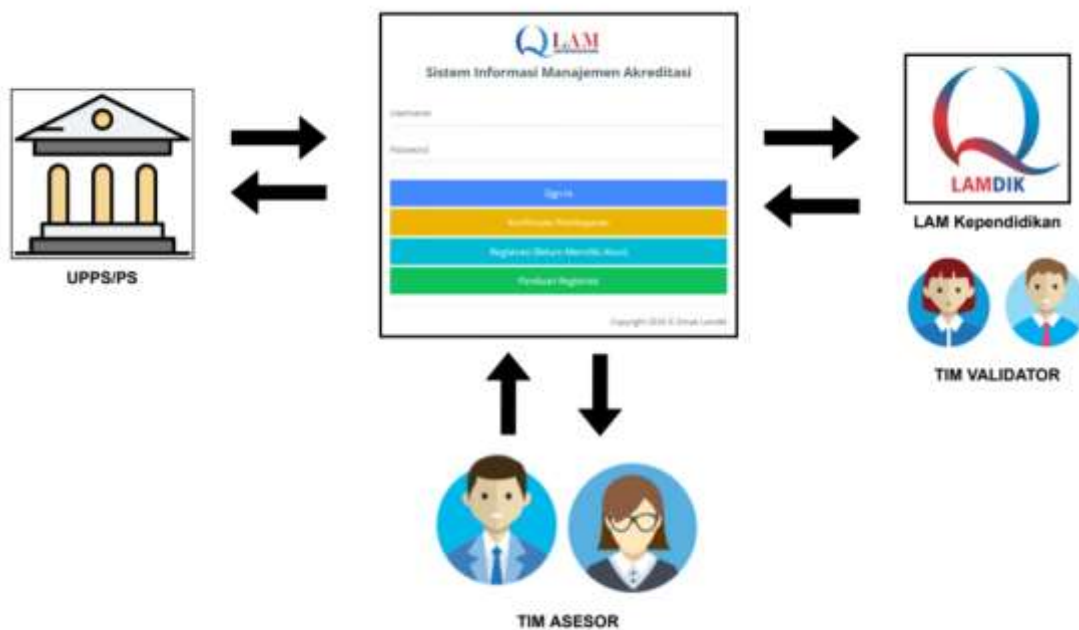 LAM
Sistem Informasi Manajemen Akreditasi
Username
Password
Sign In
Konfirmasi Pembayaran
Registrasi (Belum Memiliki Akun)
Panduan Registrasi
UPPS/PS
LAMDIK
LAM Kependidikan
TIM VALIDATOR
TIM ASESOR